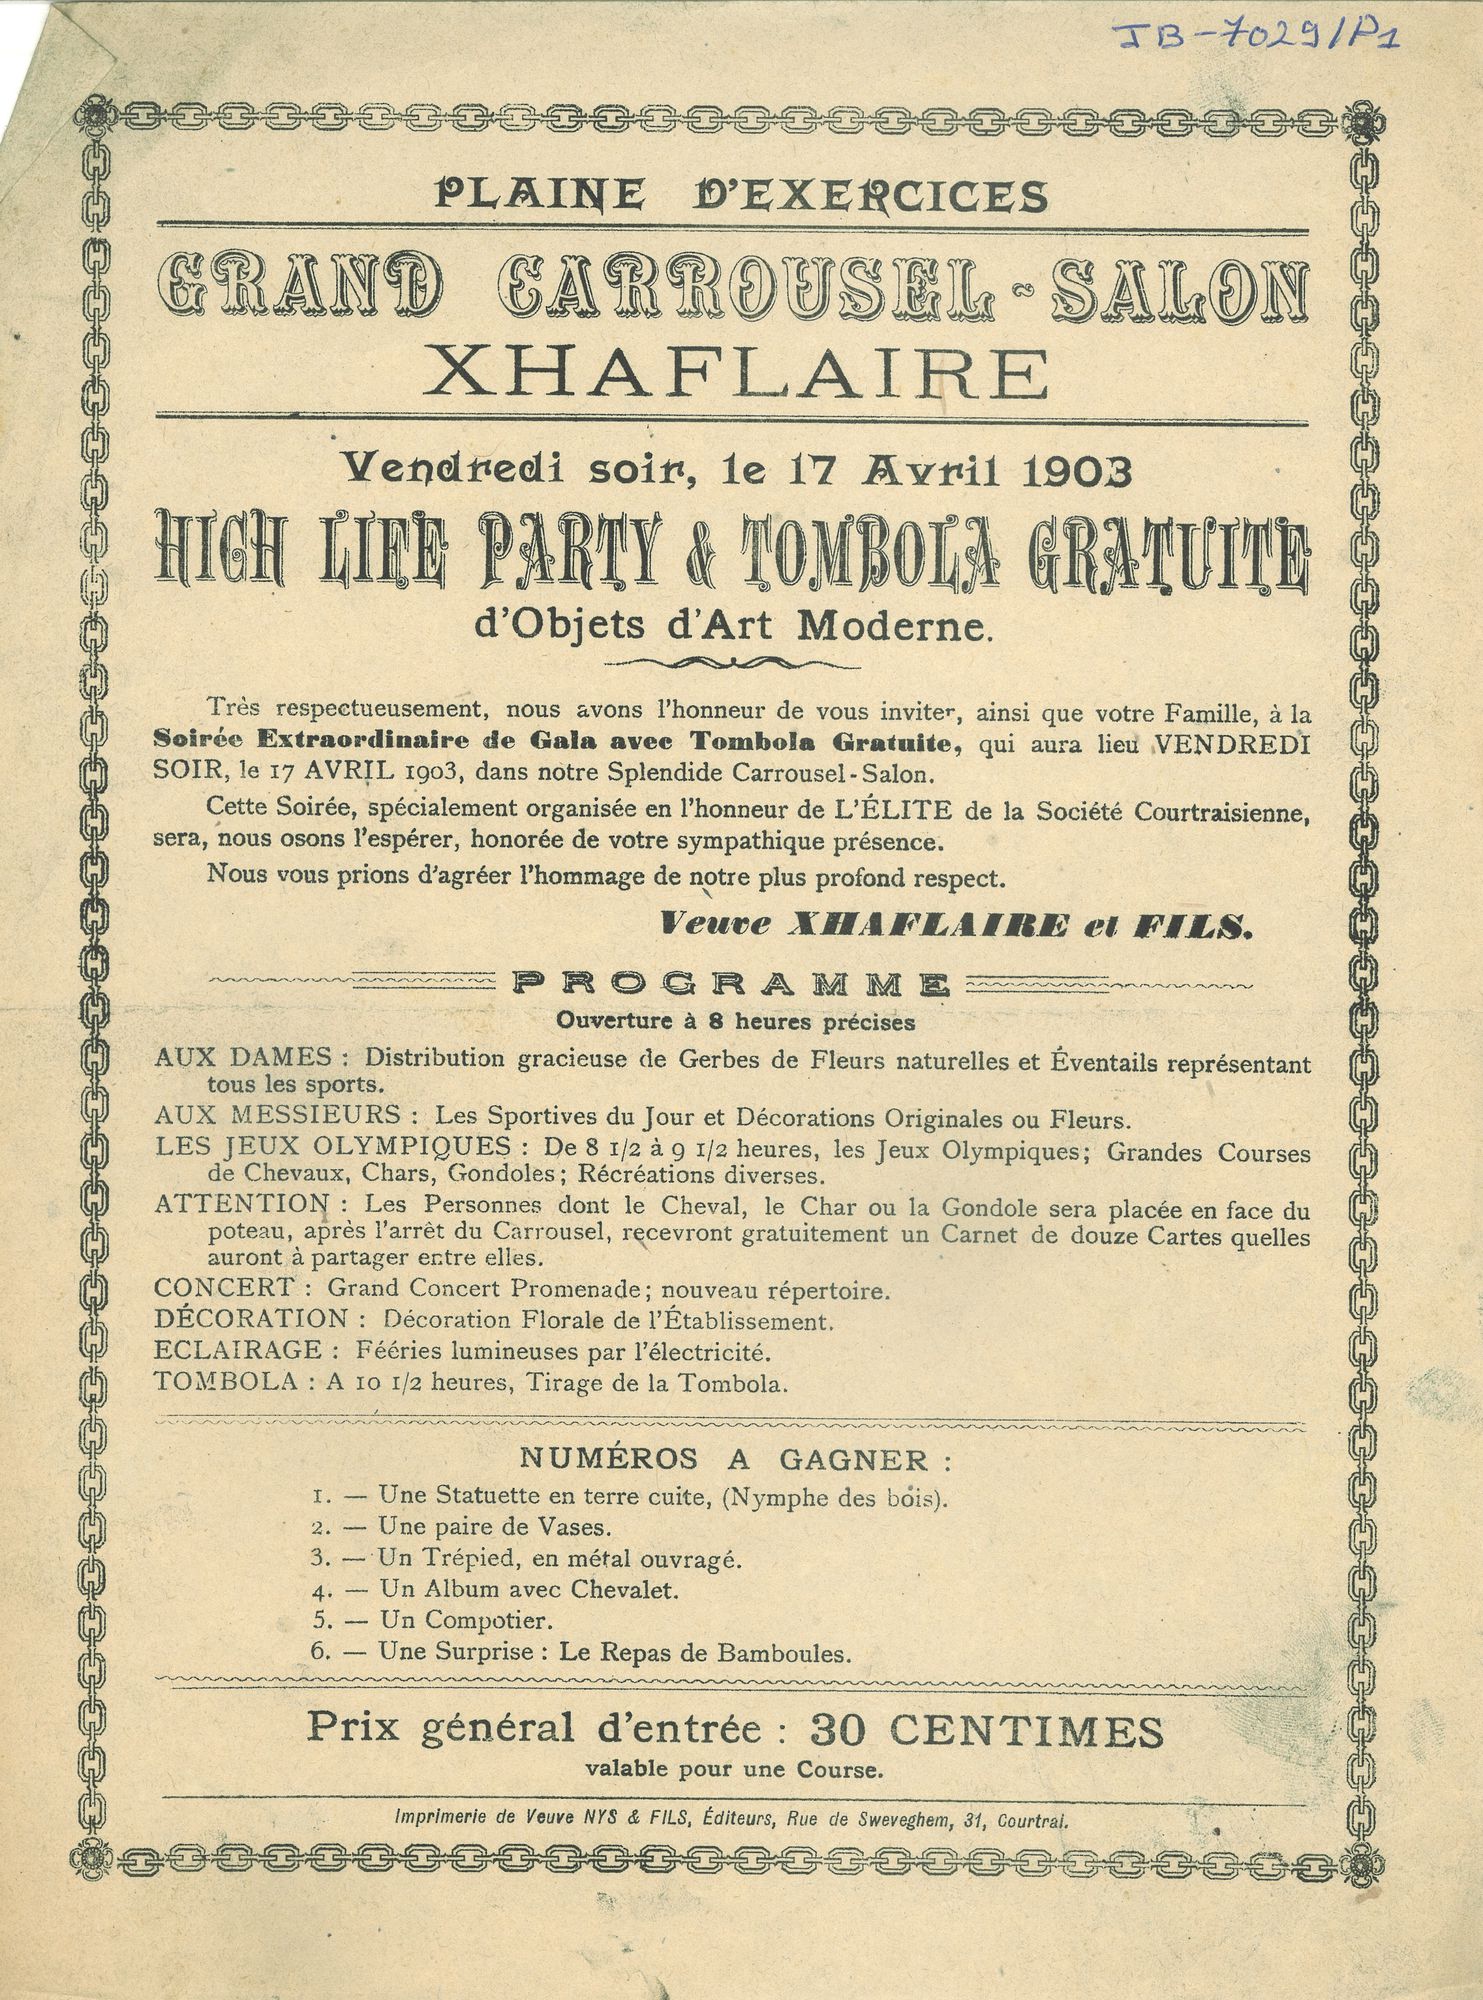 JB-7029/P1
PLAINE D'EXERCICES
GRAND CARROUSEL-SALON
XHAFLAIRE
Vendredi soir, le 17 Avril 1903
HIGH LIFE PARTY & TOMBOLA GRATUITE
d'Objets d'Art Moderne.
Très respectueusement, nous avons l'honneur de vous inviter, ainsi que votre Famille, à la
Soirée Extraordinaire de Gala avec Tombola Gratuite, qui aura lieu VENDREDI
SOIR, le 17 AVRIL 1903, dans notre Splendide Carrousel-Salon.
Cette Soirée, spécialement organisée en l'honneur de L'ÉLITE de la Société Courtraisienne,
sera, nous osons l'espérer, honorée de votre sympathique présence.
Nous vous prions d'agréer l'hommage de notre plus profond respect.
Veuve XHAFLAIRE et FILS.
PROGRAMME
Ouverture à 8 heures précises
AUX DAMES : Distribution gracieuse de Gerbes de Fleurs naturelles et Éventails représentant
tous les sports.
AUX MESSIEURS : Les Sportives du Jour et Décorations Originales ou Fleurs.
LES JEUX OLYMPIQUES : De 8 1/2 à 9 1/2 heures, les Jeux Olympiques; Grandes Courses
de Chevaux, Chars, Gondoles; Récréations diverses.
ATTENTION : Les Personnes dont le Cheval, le Char ou la Gondole sera placée en face du
poteau, après l'arrêt du Carrousel, recevront gratuitement un Carnet de douze Cartes quelles
auront à partager entre elles.
CONCERT : Grand Concert Promenade; nouveau répertoire.
DÉCORATION : Décoration Florale de l'Établissement.
ECLAIRAGE : Fééries lumineuses par l'électricité.
TOMBOLA : A 10 1/2 heures, Tirage de la Tombola.
NUMÉROS A GAGNER :
1. — Une Statuette en terre cuite, (Nymphe des bois).
2. — Une paire de Vases.
3. — Un Trépied, en métal ouvragé.
4. — Un Album avec Chevalet.
5. — Un Compotier.
6. — Une Surprise : Le Repas de Bamboules.
Prix général d'entrée : 30 CENTIMES
valable pour une Course.
Imprimerie de Veuve NYS & FILS, Éditeurs, Rue de Sweveghem, 31, Courtrai.